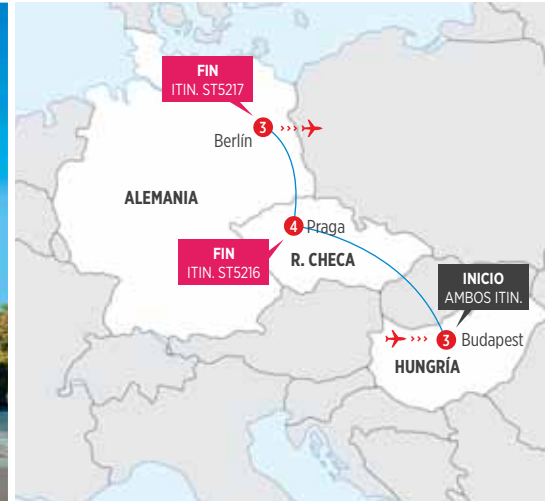 FIN
ITIN. ST5217
3
Berlín
ALEMANIA
4 Praga
FIN
ITIN. ST5216
R. CHECA
INICIO
AMBOS ITIN.
3 Budapest
HUNGRÍA